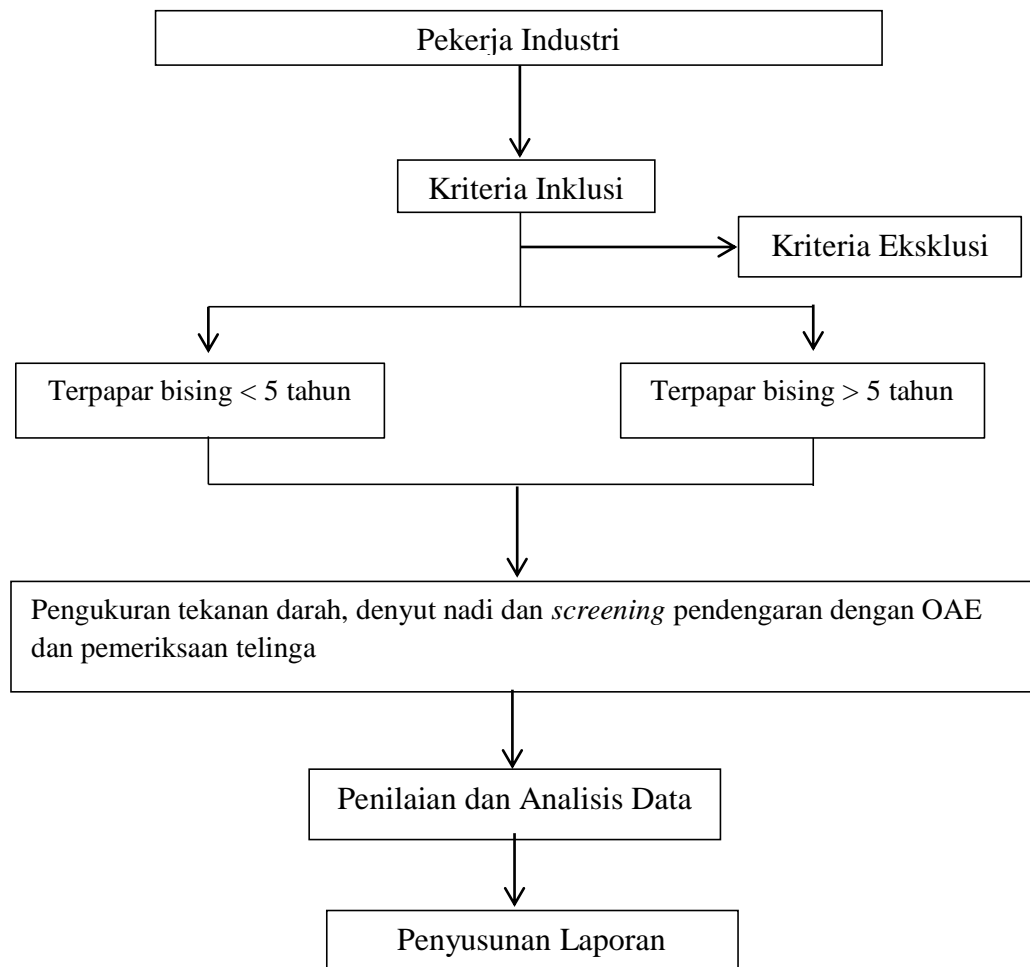 Pekerja Industri
Kriteria Inklusi
Kriteria Eksklusi
Terpapar bising < 5 tahun
Terpapar bising > 5 tahun
Pengukuran tekanan darah, denyut nadi dan screening pendengaran dengan OAE
dan pemeriksaan telinga
Penilaian dan Analisis Data
Penyusunan Laporan